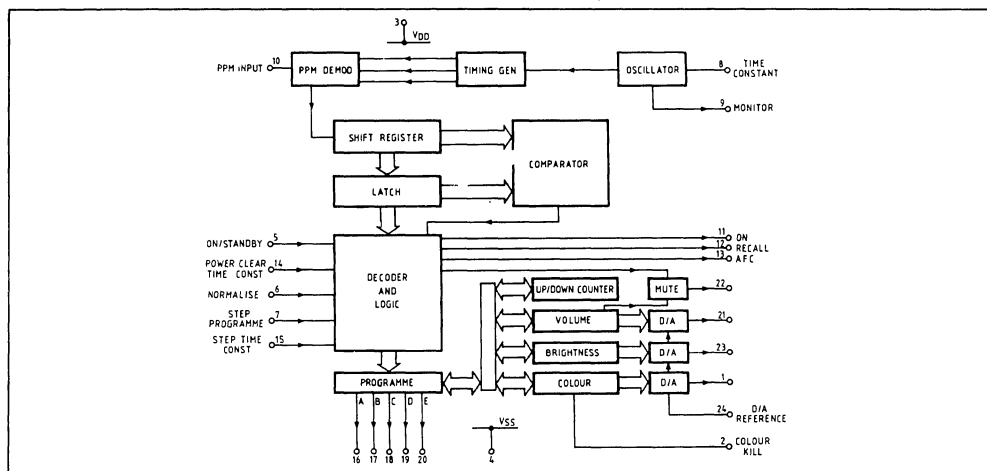 3
VDD
10
PPM INPUT
PPM DEMOD
TIMING GEN
OSCILLATOR
8
TIME
CONSTANT
9
MONITOR
SHIFT REGISTER
COMPARATOR
LATCH
ON/STANDBY
5
POWER CLEAR
TIME CONST
14
NORMALISE
6
STEP
PROGRAMME
7
STEP TIME
CONST
15
DECODER
AND
LOGIC
11
ON
12
RECALL
13
AFC
UP/DOWN COUNTER
MUTE
22
VOLUME
D/A
21
BRIGHTNESS
D/A
23
PROGRAMME
COLOUR
D/A
1
A
B
C
D
E
24
D/A
REFERENCE
VSS
4
2
COLOUR
KILL
16
17
18
19
20